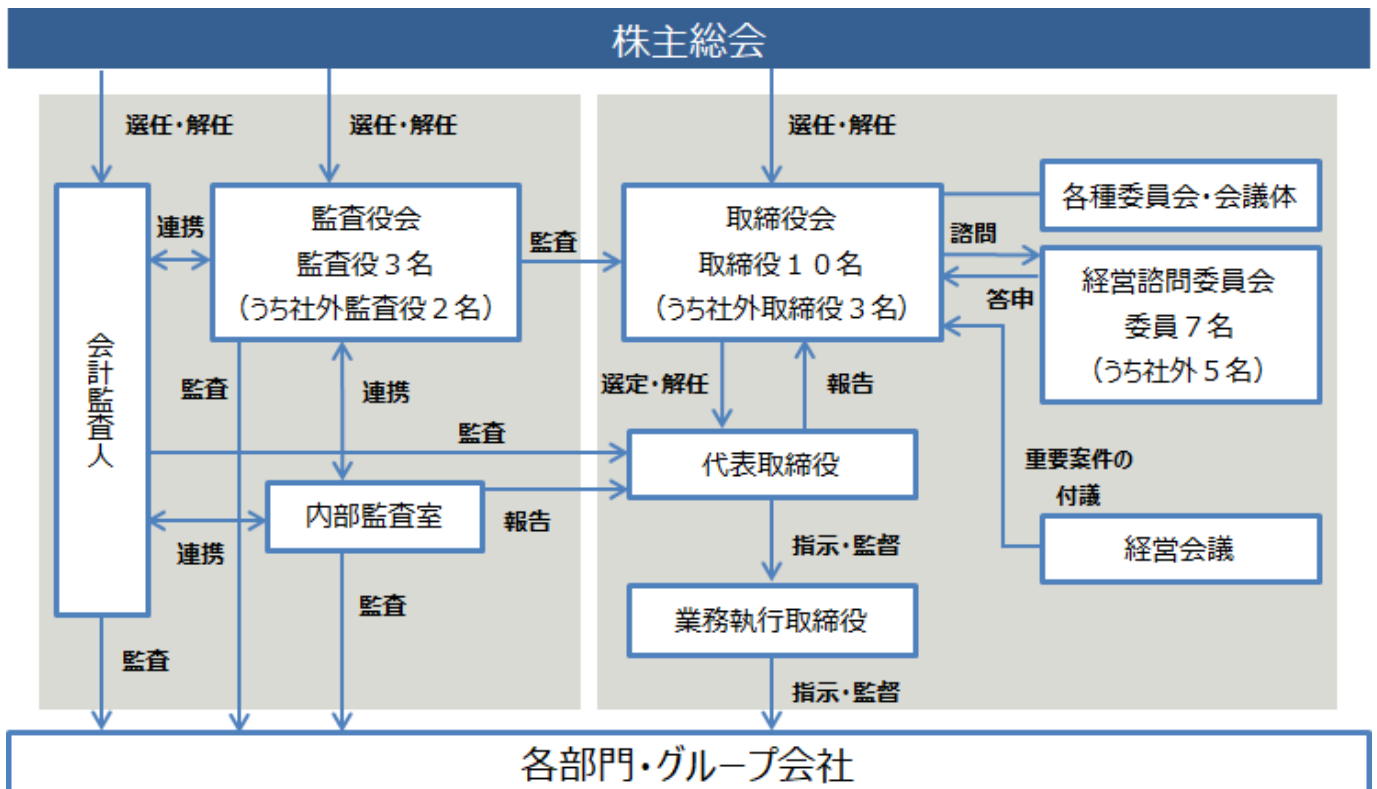 株主総会
選任・解任
選任・解任
選任・解任
会計監査人
連携
監査役会
監査役３名
（うち社外監査役２名）
監査
取締役会
取締役１０名
（うち社外取締役３名）
各種委員会・会議体
諮問
答申
経営諮問委員会
委員７名
（うち社外５名）
監査
連携
選定・解任
報告
監査
代表取締役
重要案件の
付議
内部監査室
報告
連携
指示・監督
経営会議
監査
業務執行取締役
監査
指示・監督
各部門・グループ会社